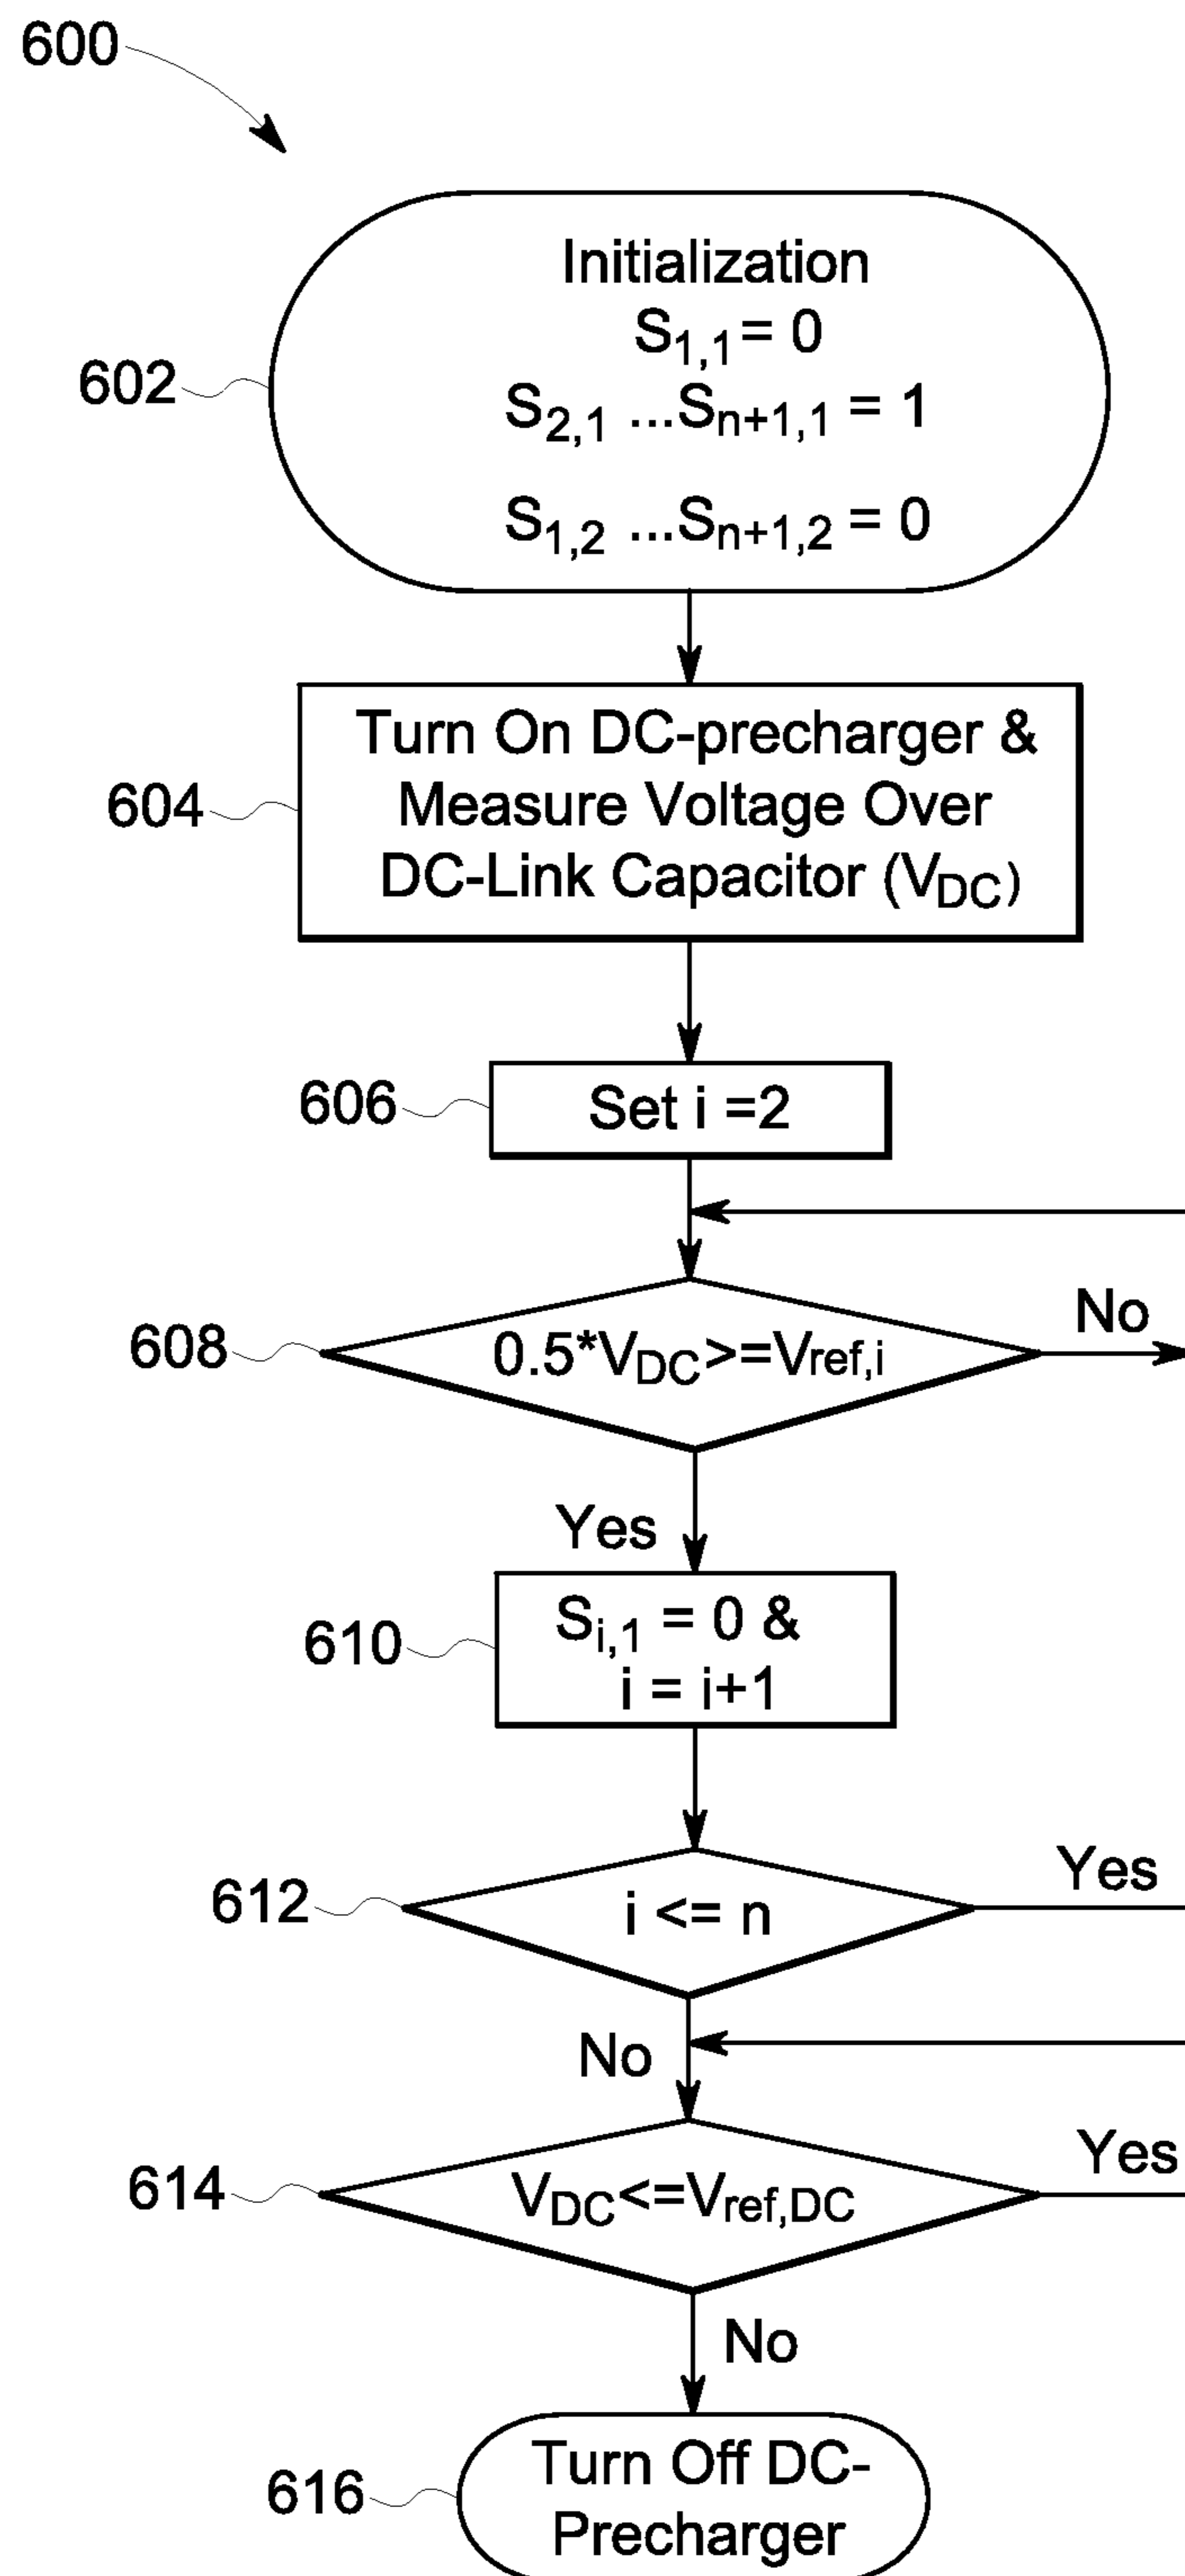 600
602
Initialization
S1,1 = 0
S2,1 ...Sn+1,1 = 1
S1,2 ...Sn+1,2 = 0
604
Turn On DC-precharger &
Measure Voltage Over
DC-Link Capacitor (VDC)
606
Set i =2
608
0.5*VDC>=Vref,i
No
Yes
610
Si,1 = 0 &
i = i+1
612
i <= n
Yes
No
614
VDC<=Vref,DC
Yes
No
616
Turn Off DC-
Precharger